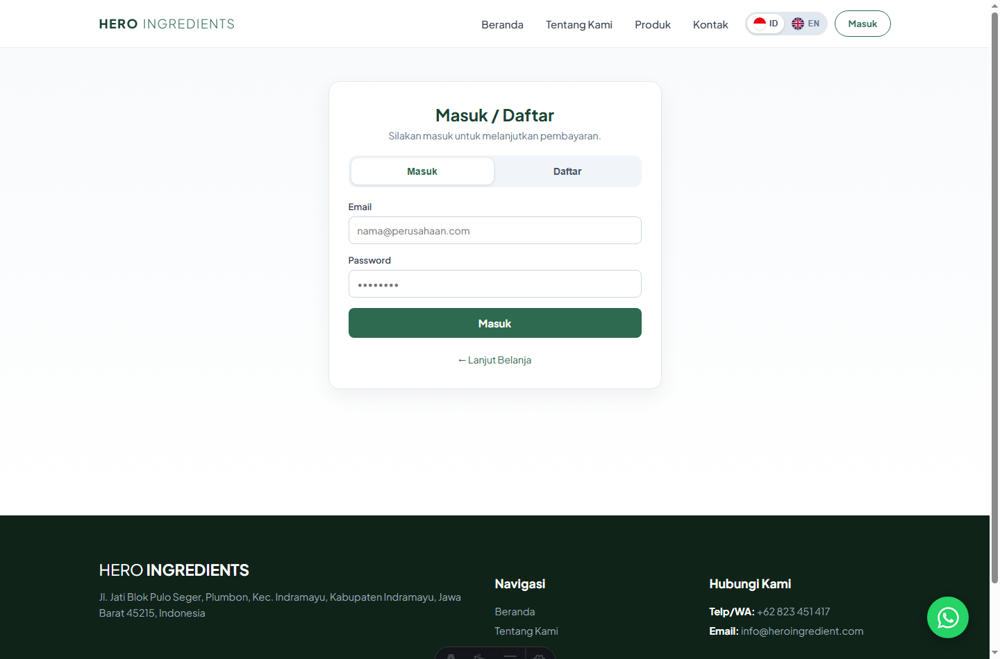 HERO INGREDIENTS
Beranda
Tentang Kami
Produk
Kontak
ID
EN
Masuk
Masuk / Daftar
Silakan masuk untuk melanjutkan pembayaran.
Masuk
Daftar
Email
nama@perusahaan.com
Password
Masuk
← Lanjut Belanja
HERO INGREDIENTS
Jl. Jati Blok Pulo Seger, Plumbon, Kec. Indramayu, Kabupaten Indramayu, Jawa
Barat 45215, Indonesia
Navigasi
Beranda
Tentang Kami
Hubungi Kami
Telp/WA: +62 823 451 417
Email: info@heroingredient.com